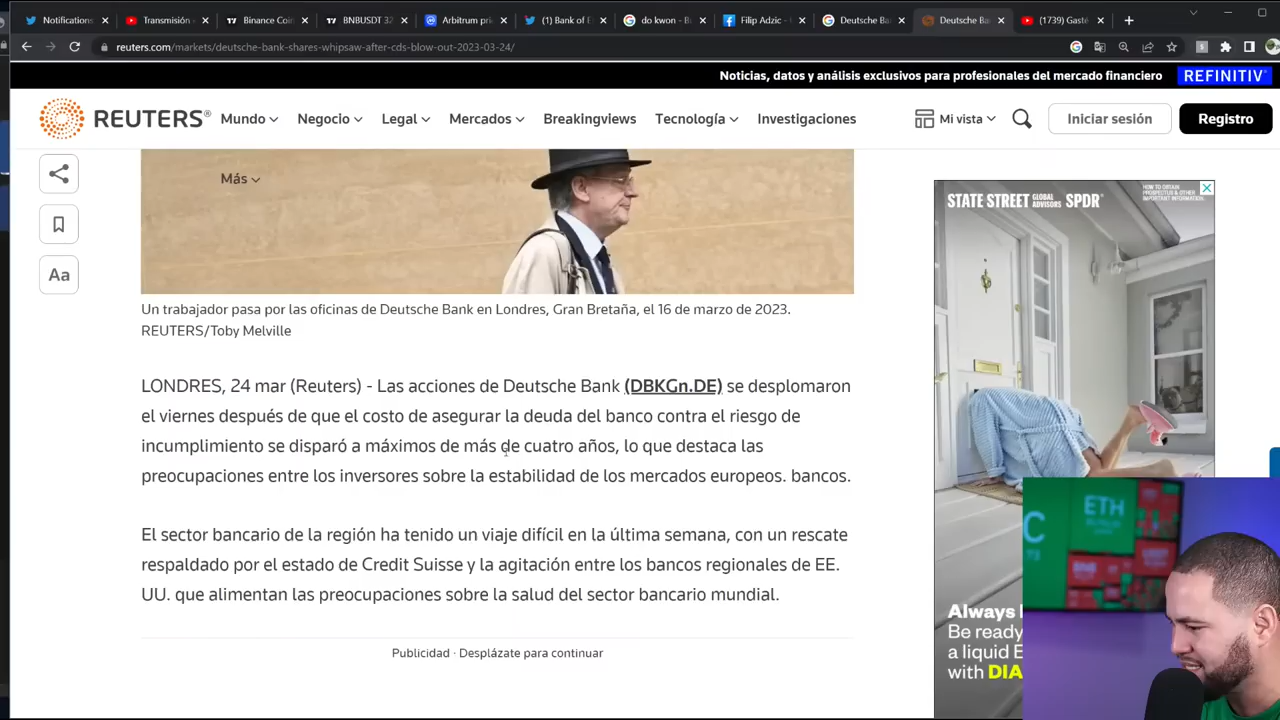 Notifications
Transmisión e
Binance Coin
BNBUSDT 32
Arbitrum pri
(1) Bank of E
do kwon - B
Filip Adzic - C
Deutsche Ba
Deutsche Ba
(1739) Gasté
reuters.com/markets/deutsche-bank-shares-whipsaw-after-cds-blow-out-2023-03-24/
Noticias, datos y análisis exclusivos para profesionales del mercado financiero
REFINITIV
REUTERS®
Mundo
Negocio
Legal
Mercados
Breakingviews
Tecnología
Investigaciones
Mi vista
Iniciar sesión
Registro
Más
Aa
Un trabajador pasa por las oficinas de Deutsche Bank en Londres, Gran Bretaña, el 16 de marzo de 2023.
REUTERS/Toby Melville
LONDRES, 24 mar (Reuters) - Las acciones de Deutsche Bank (DBKGn.DE) se desplomaron
el viernes después de que el costo de asegurar la deuda del banco contra el riesgo de
incumplimiento se disparó a máximos de más de cuatro años, lo que destaca las
preocupaciones entre los inversores sobre la estabilidad de los mercados europeos. bancos.
El sector bancario de la región ha tenido un viaje difícil en la última semana, con un rescate
respaldado por el estado de Credit Suisse y la agitación entre los bancos regionales de EE.
UU. que alimentan las preocupaciones sobre la salud del sector bancario mundial.
Publicidad · Desplázate para continuar
STATE STREET GLOBAL ADVISORS SPDR®
HOW TO OBTAIN
PROSPECTUS & OTHER
IMPORTANT INFORMATION.
Always
Be ready
a liquid E
with DIA
C
ETH